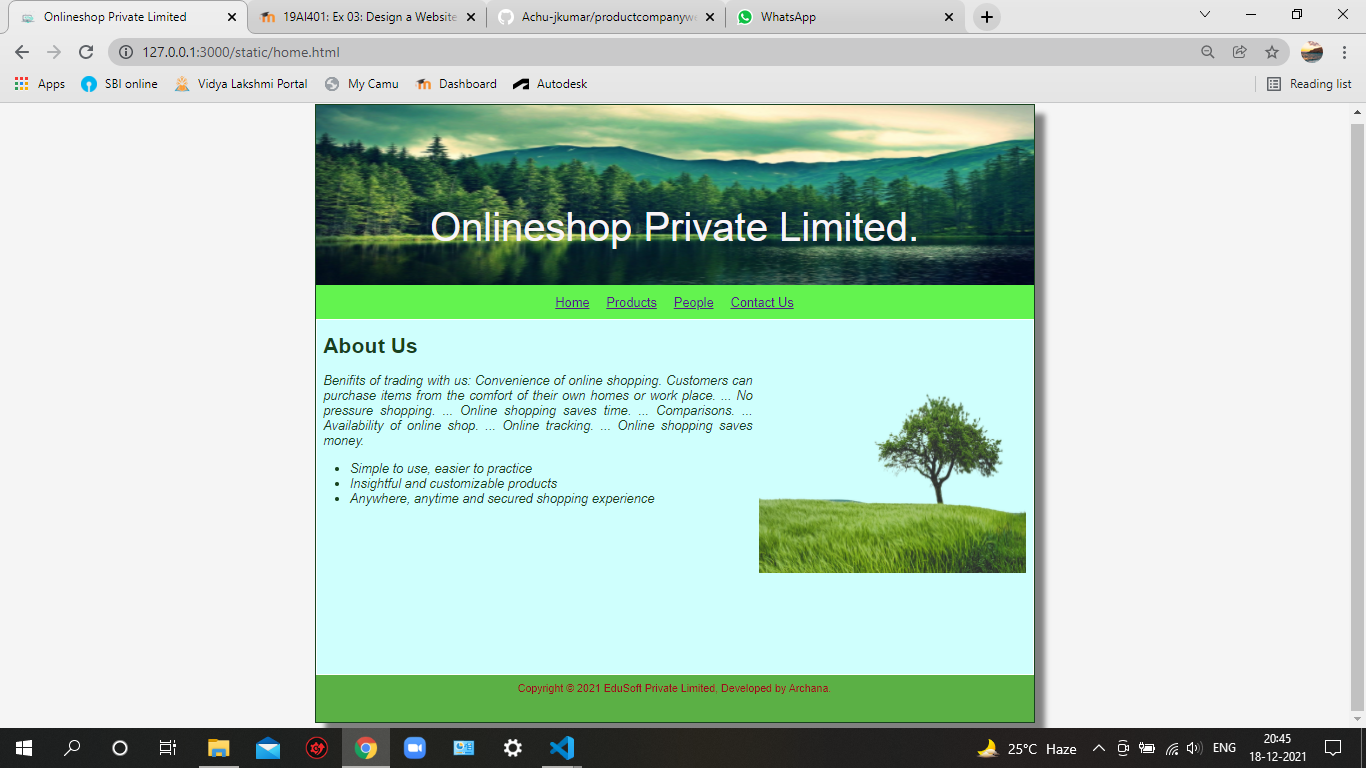 Onlineshop Private Limited
19AI401: Ex 03: Design a Website
Achu-jkumar/productcompanywe
WhatsApp
127.0.0.1:3000/static/home.html
Apps SBI online Vidya Lakshmi Portal My Camu Dashboard Autodesk Reading list
Onlineshop Private Limited.
Home Products People Contact Us
About Us
Benifits of trading with us: Convenience of online shopping. Customers can
purchase items from the comfort of their own homes or work place. ... No
pressure shopping. ... Online shopping saves time. ... Comparisons. ...
Availability of online shop. ... Online tracking. ... Online shopping saves
money.
• Simple to use, easier to practice
• Insightful and customizable products
• Anywhere, anytime and secured shopping experience
Copyright © 2021 EduSoft Private Limited, Developed by Archana.
25°C Haze
ENG
20:45
18-12-2021